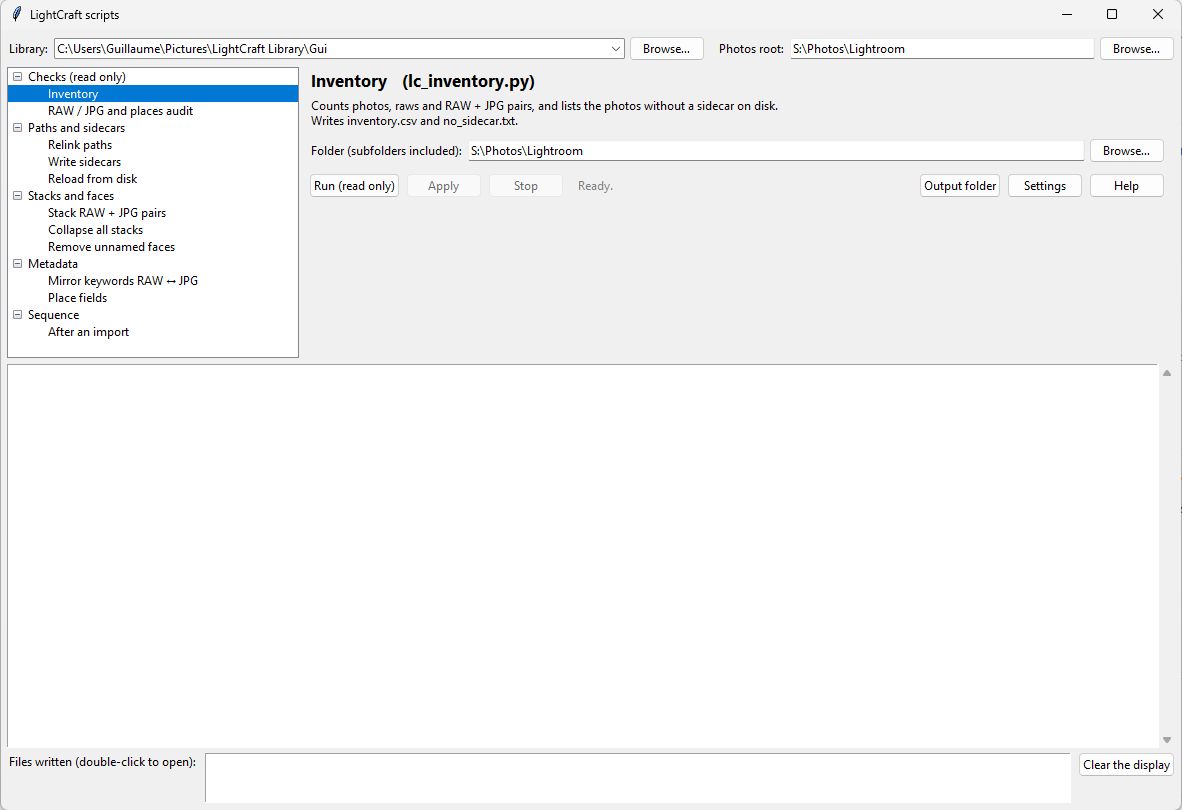 LightCraft scripts
Library: C:\Users\Guillaume\Pictures\LightCraft Library\Gui Browse... Photos root: S:\Photos\Lightroom Browse...
Checks (read only)
Inventory
RAW / JPG and places audit
Paths and sidecars
Relink paths
Write sidecars
Reload from disk
Stacks and faces
Stack RAW + JPG pairs
Collapse all stacks
Remove unnamed faces
Metadata
Mirror keywords RAW ↔ JPG
Place fields
Sequence
After an import
Inventory (lc_inventory.py)
Counts photos, raws and RAW + JPG pairs, and lists the photos without a sidecar on disk.
Writes inventory.csv and no_sidecar.txt.
Folder (subfolders included): S:\Photos\Lightroom Browse...
Run (read only) Apply Stop Ready. Output folder Settings Help
Files written (double-click to open): Clear the display